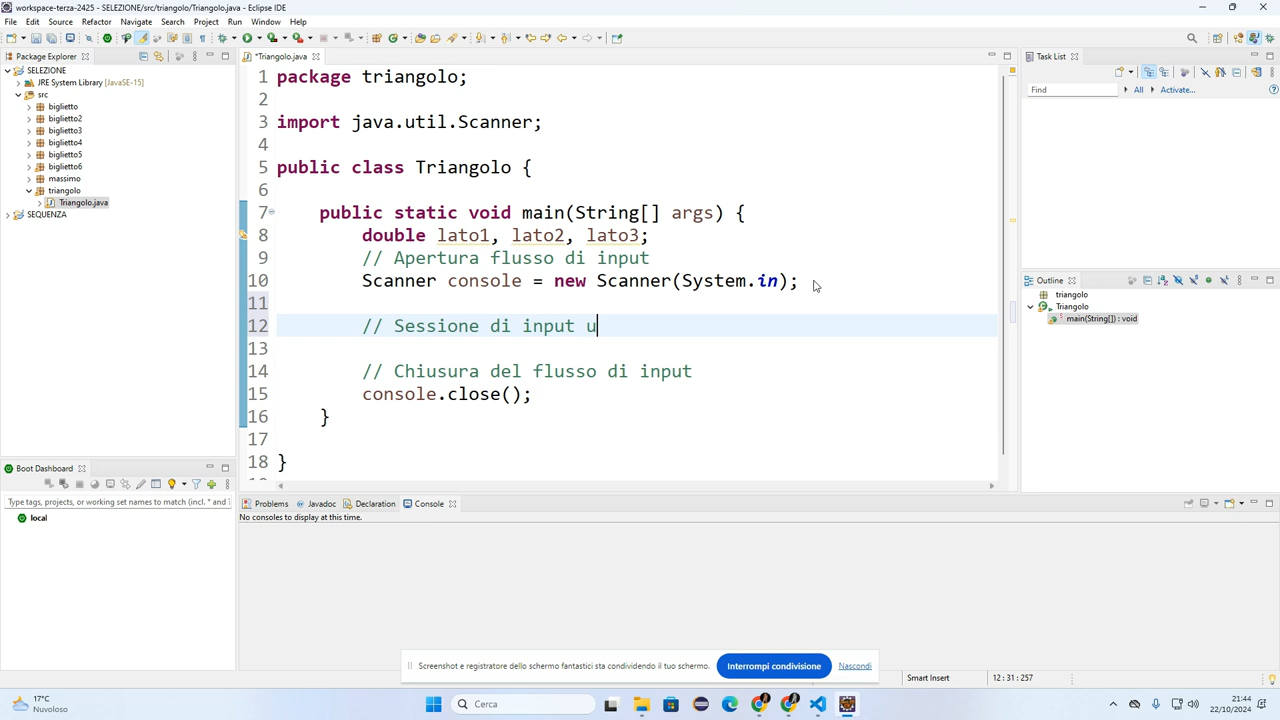 workspace-terza-2425 - SELEZIONE/src/triangolo/Triangolo.java - Eclipse IDE
File Edit Source Refactor Navigate Search Project Run Window Help
Package Explorer
SELEZIONE
JRE System Library [JavaSE-15]
src
biglietto
biglietto2
biglietto3
biglietto4
biglietto5
biglietto6
massimo
triangolo
Triangolo.java
SEQUENZA
*Triangolo.java
1 package triangolo;
2
3 import java.util.Scanner;
4
5 public class Triangolo {
6
7 public static void main(String[] args) {
8 double lato1, lato2, lato3;
9 // Apertura flusso di input
10 Scanner console = new Scanner(System.in);
11
12 // Sessione di input u
13
14 // Chiusura del flusso di input
15 console.close();
16 }
17
18 }
Task List
Find All Activate...
Outline
triangolo
Triangolo
main(String[]) : void
Boot Dashboard
Type tags, projects, or working set names to match (incl. * and ?
local
Problems Javadoc Declaration Console
No consoles to display at this time.
Screenshot e registratore dello schermo fantastici sta condividendo il tuo schermo. Interrompi condivisione Nascondi
Smart Insert 12 : 31 : 257
17°C
Nuvoloso
Cerca
21:44
22/10/2024